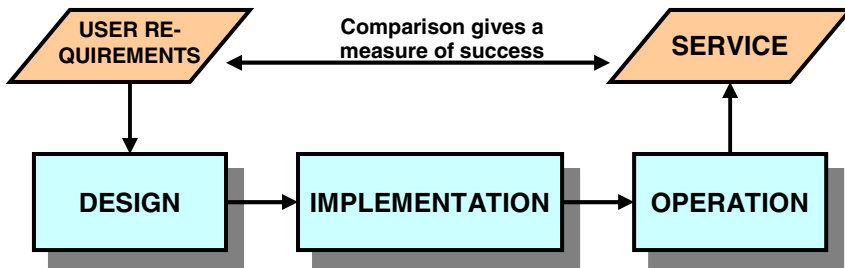 USER RE-
QUIREMENTS
Comparison gives a
measure of success
SERVICE
DESIGN
IMPLEMENTATION
OPERATION